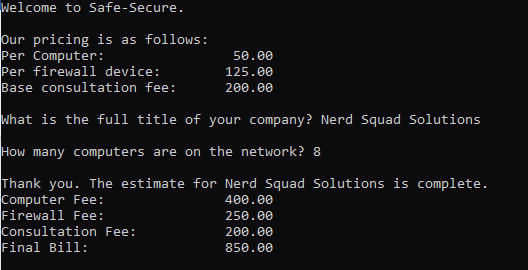 Welcome to Safe-Secure.
Our pricing is as follows:
Per Computer: 50.00
Per firewall device: 125.00
Base consultation fee: 200.00
What is the full title of your company? Nerd Squad Solutions
How many computers are on the network? 8
Thank you. The estimate for Nerd Squad Solutions is complete.
Computer Fee: 400.00
Firewall Fee: 250.00
Consultation Fee: 200.00
Final Bill: 850.00